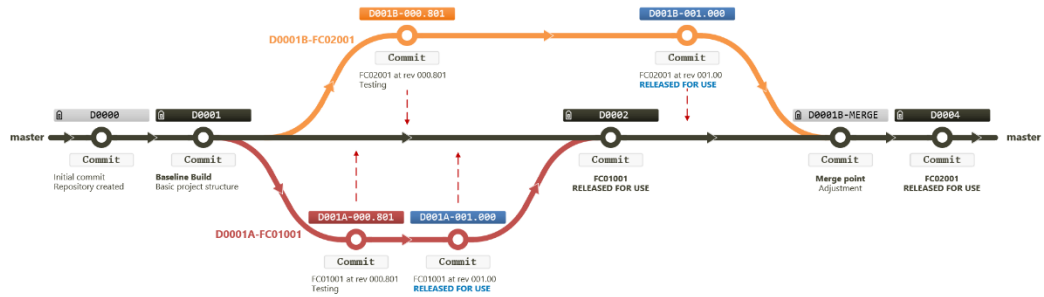 D001B-000.801
D001B-001.000
D0001B-FC02001
Commit
Commit
FC02001 at rev 000.801
Testing
FC02001 at rev 001.00
RELEASED FOR USE
D0000
D0001
D0002
D0001B-MERGE
D0004
master
master
Commit
Commit
Commit
Commit
Commit
Initial commit
Repository created
Baseline Build
Basic project structure
FC01001
RELEASED FOR USE
Merge point
Adjustment
FC02001
RELEASED FOR USE
D001A-000.801
D001A-001.000
D0001A-FC01001
Commit
Commit
FC01001 at rev 000.801
Testing
FC01001 at rev 001.00
RELEASED FOR USE